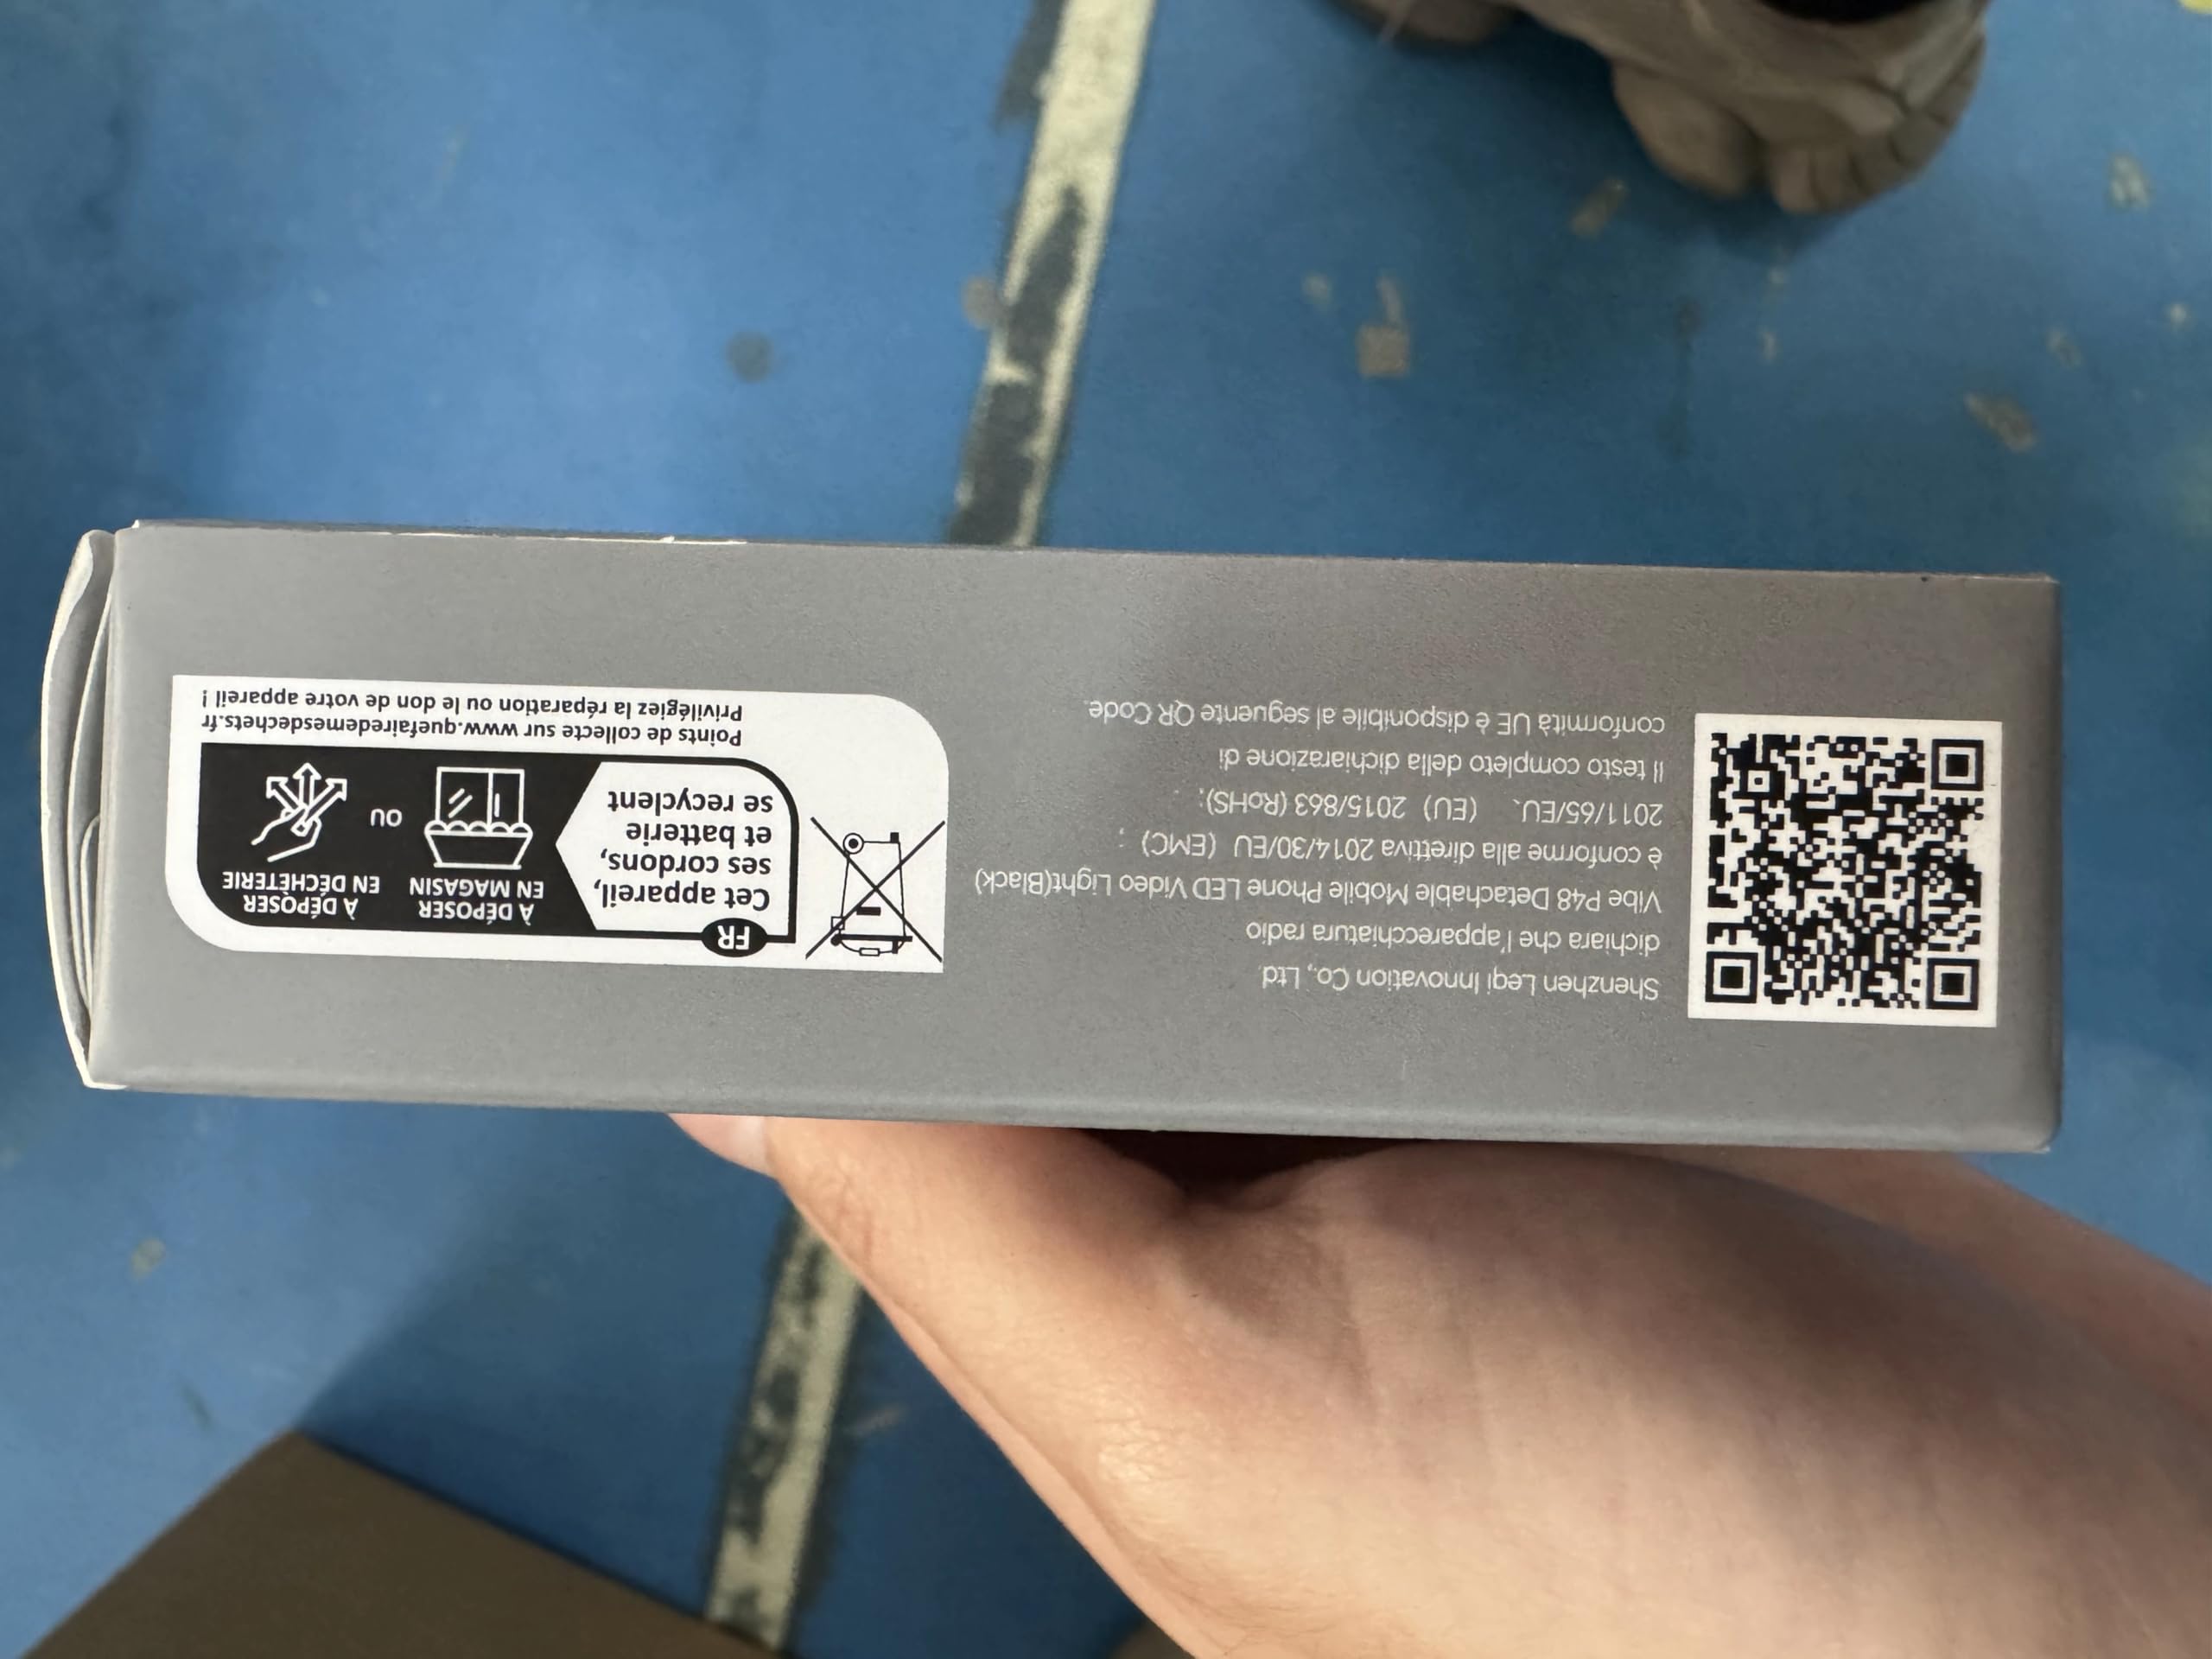 Shenzhen Leqi Innovation Co., Ltd.
dichiara che l'apparecchiatura radio
Vibe P48 Detachable Mobile Phone LED Video Light(Black)
è conforme alla direttiva 2014/30/EU (EMC) ;
2011/65/EU、 (EU) 2015/863 (RoHS);
Il testo completo della dichiarazione di
conformità UE è disponibile al seguente QR Code.
FR
Cet appareil,
ses cordons,
et batterie
se recyclent
À DÉPOSER
EN MAGASIN
OU
À DÉPOSER
EN DÉCHÈTERIE
Points de collecte sur www.quefairedemesdechets.fr
Privilégiez la réparation ou le don de votre appareil !